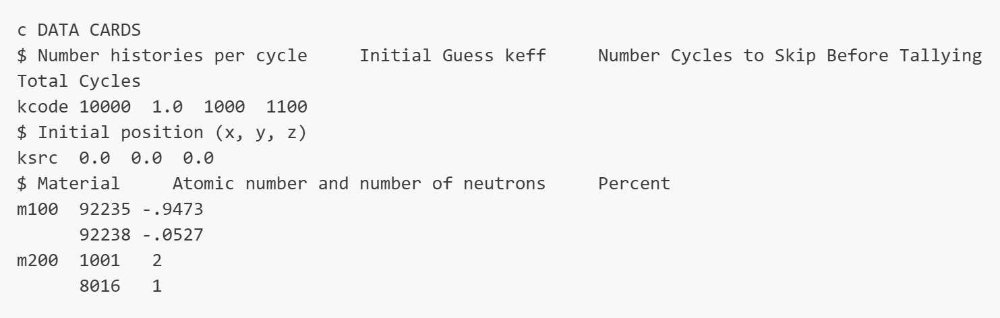 c DATA CARDS
$ Number histories per cycle     Initial Guess keff     Number Cycles to Skip Before Tallying
Total Cycles
kcode 10000  1.0  1000  1100
$ Initial position (x, y, z)
ksrc  0.0  0.0  0.0
$ Material     Atomic number and number of neutrons     Percent
m100  92235 -.9473
      92238 -.0527
m200  1001   2
      8016   1